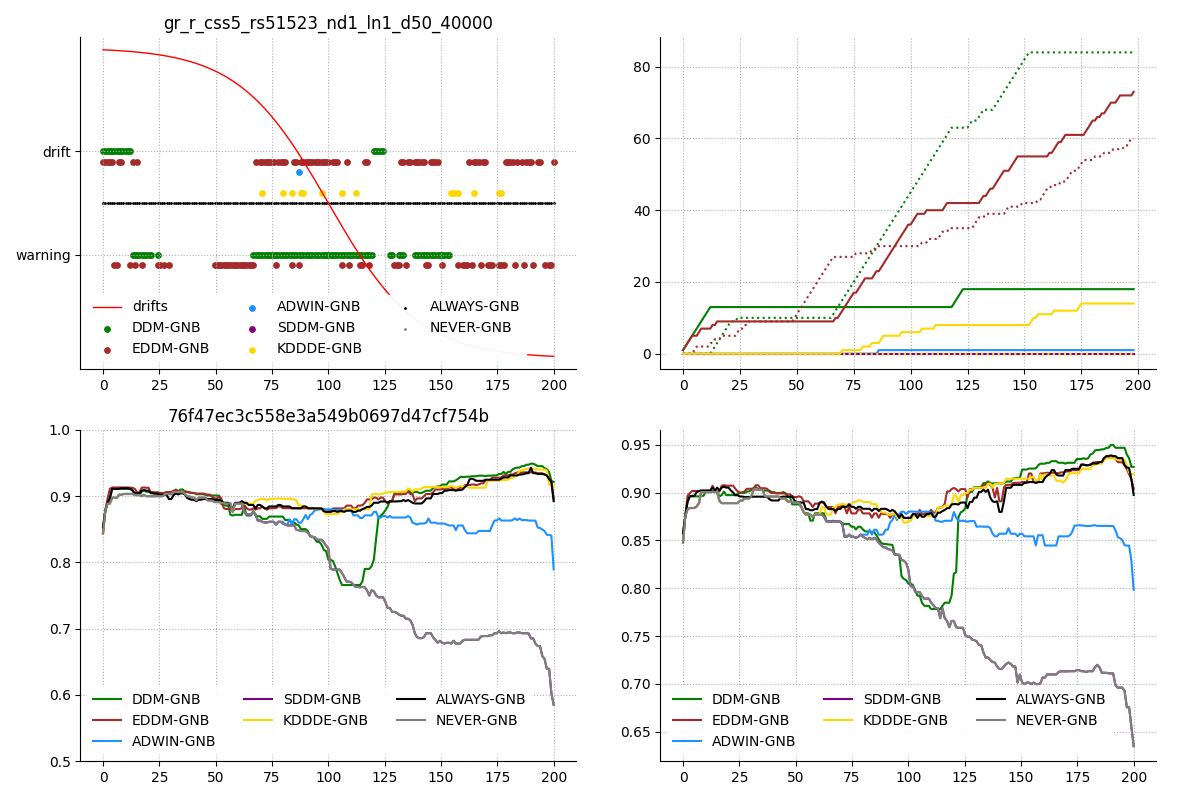 gr_r_css5_rs51523_nd1_ln1_d50_40000
drift
warning
drifts
DDM-GNB
EDDM-GNB
ADWIN-GNB
SDDM-GNB
KDDDE-GNB
ALWAYS-GNB
NEVER-GNB
0 25 50 75 100 125 150 175 200
80
60
40
20
0
0 25 50 75 100 125 150 175 200
76f47ec3c558e3a549b0697d47cf754b
1.0
0.9
0.8
0.7
0.6
0.5
DDM-GNB
EDDM-GNB
ADWIN-GNB
SDDM-GNB
KDDDE-GNB
ALWAYS-GNB
NEVER-GNB
0 25 50 75 100 125 150 175 200
0.95
0.90
0.85
0.80
0.75
0.70
0.65
DDM-GNB
EDDM-GNB
ADWIN-GNB
SDDM-GNB
KDDDE-GNB
ALWAYS-GNB
NEVER-GNB
0 25 50 75 100 125 150 175 200